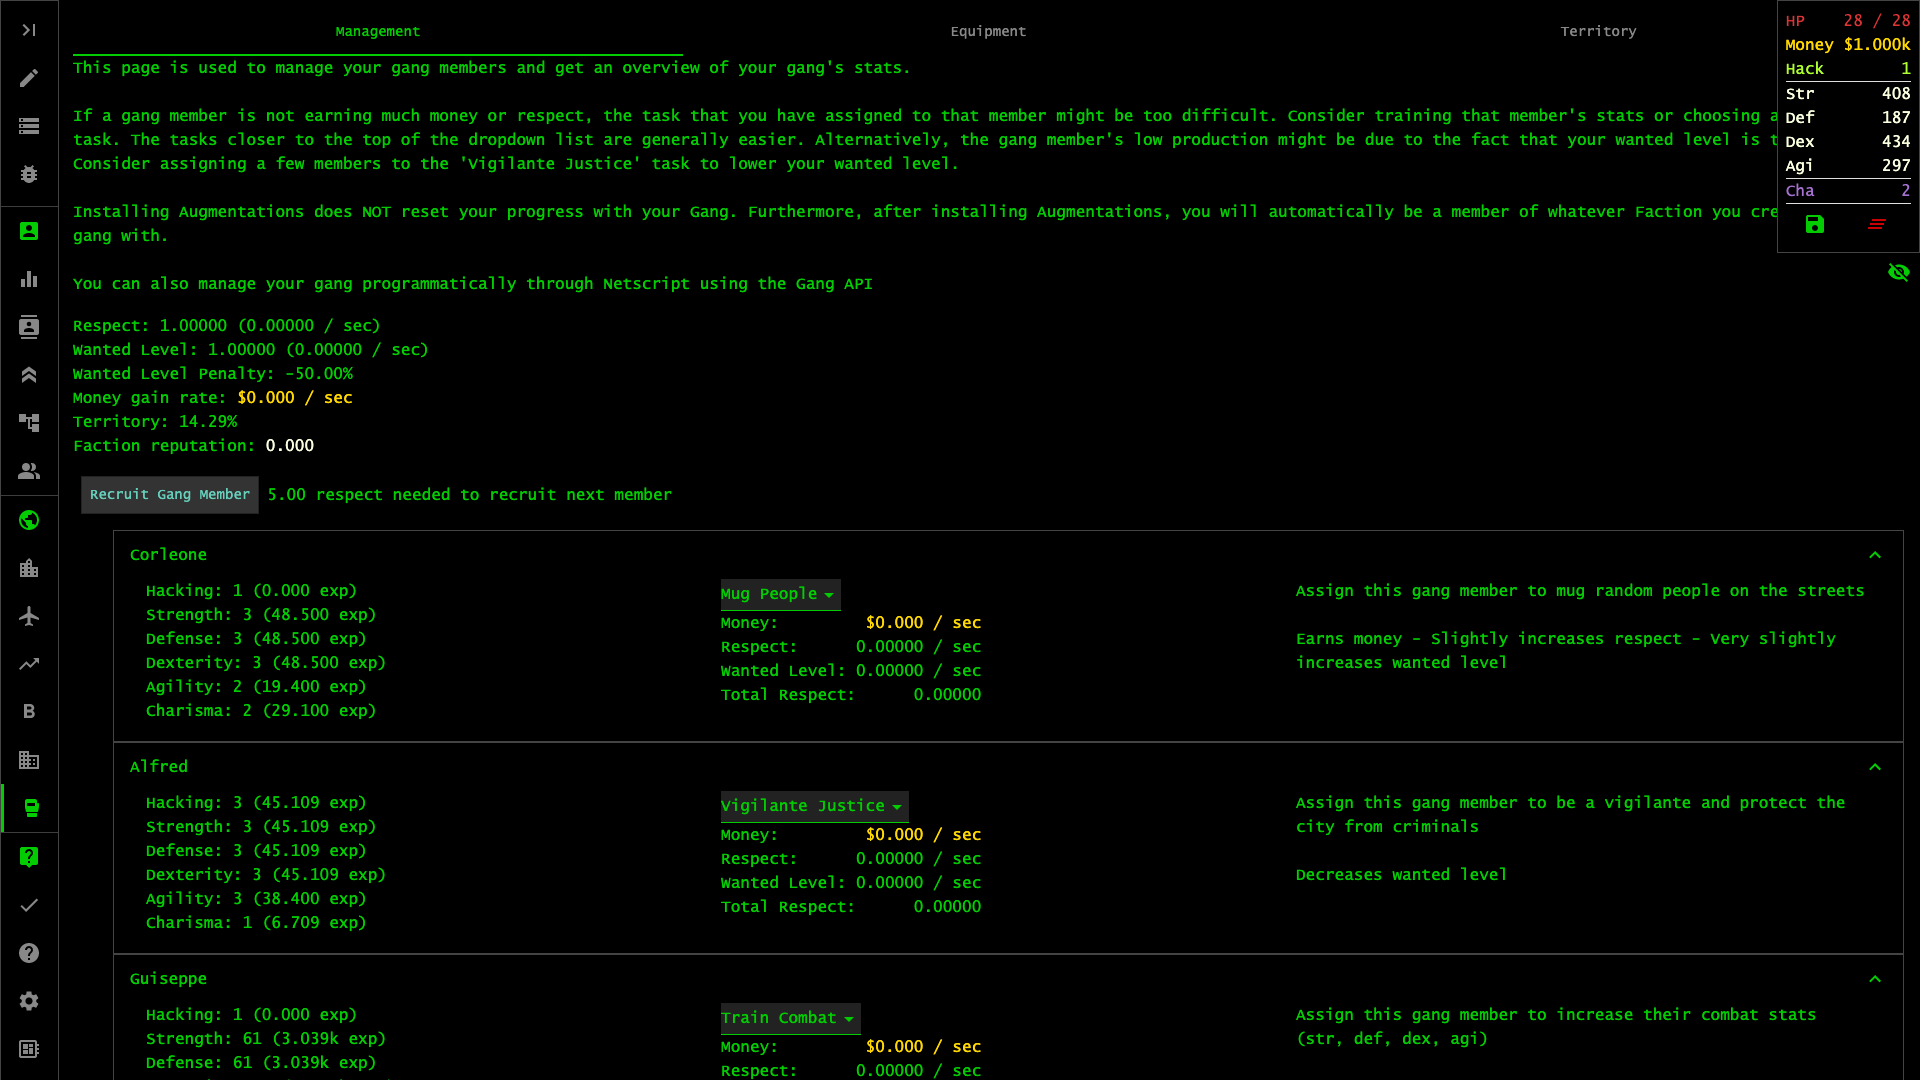 Management
Equipment
Territory
HP 28 / 28
Money $1.000k
Hack 1
Str 408
Def 187
Dex 434
Agi 297
Cha 2
This page is used to manage your gang members and get an overview of your gang's stats.
If a gang member is not earning much money or respect, the task that you have assigned to that member might be too difficult. Consider training that member's stats or choosing a
task. The tasks closer to the top of the dropdown list are generally easier. Alternatively, the gang member's low production might be due to the fact that your wanted level is
Consider assigning a few members to the 'Vigilante Justice' task to lower your wanted level.
Installing Augmentations does NOT reset your progress with your Gang. Furthermore, after installing Augmentations, you will automatically be a member of whatever Faction you cre
gang with.
You can also manage your gang programmatically through Netscript using the Gang API
Respect: 1.00000 (0.00000 / sec)
Wanted Level: 1.00000 (0.00000 / sec)
Wanted Level Penalty: -50.00%
Money gain rate: $0.000 / sec
Territory: 14.29%
Faction reputation: 0.000
Recruit Gang Member 5.00 respect needed to recruit next member
Corleone
Hacking: 1 (0.000 exp)
Strength: 3 (48.500 exp)
Defense: 3 (48.500 exp)
Dexterity: 3 (48.500 exp)
Agility: 2 (19.400 exp)
Charisma: 2 (29.100 exp)
Mug People
Money: $0.000 / sec
Respect: 0.00000 / sec
Wanted Level: 0.00000 / sec
Total Respect: 0.00000
Assign this gang member to mug random people on the streets
Earns money - Slightly increases respect - Very slightly
increases wanted level
Alfred
Hacking: 3 (45.109 exp)
Strength: 3 (45.109 exp)
Defense: 3 (45.109 exp)
Dexterity: 3 (45.109 exp)
Agility: 3 (38.400 exp)
Charisma: 1 (6.709 exp)
Vigilante Justice
Money: $0.000 / sec
Respect: 0.00000 / sec
Wanted Level: 0.00000 / sec
Total Respect: 0.00000
Assign this gang member to be a vigilante and protect the
city from criminals
Decreases wanted level
Guiseppe
Hacking: 1 (0.000 exp)
Strength: 61 (3.039k exp)
Defense: 61 (3.039k exp)
Train Combat
Money: $0.000 / sec
Respect: 0.00000 / sec
Assign this gang member to increase their combat stats
(str, def, dex, agi)